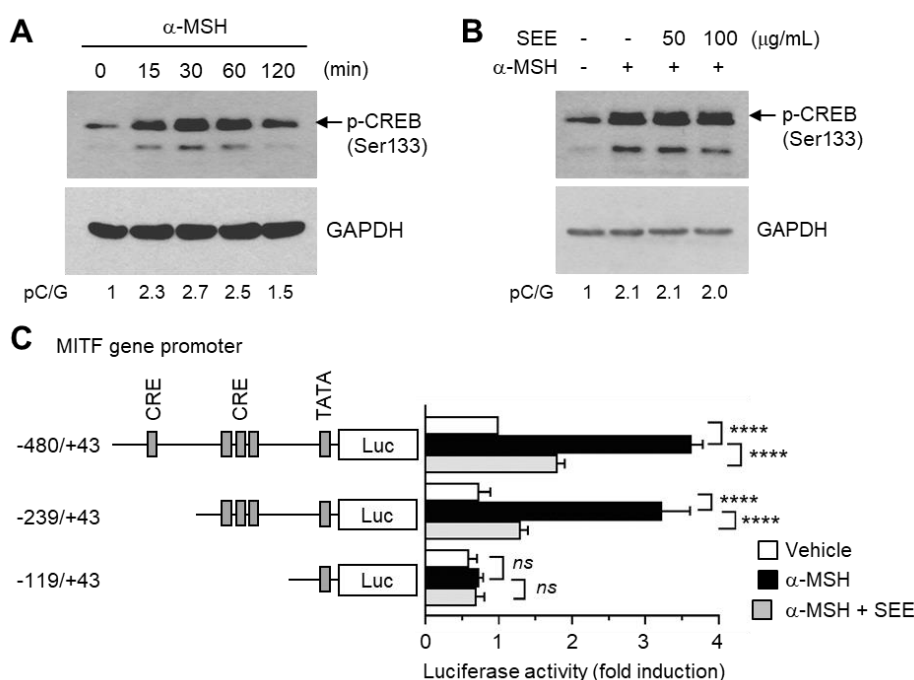 A
α-MSH
0 15 30 60 120 (min)
p-CREB
(Ser133)
GAPDH
pC/G 1 2.3 2.7 2.5 1.5
B
SEE - - 50 100 (μg/mL)
α-MSH - + + +
p-CREB
(Ser133)
GAPDH
pC/G 1 2.1 2.1 2.0
C
MITF gene promoter
CRE CRE TATA
-480/+43 Luc ****
****
-239/+43 Luc ****
****
-119/+43 Luc ns
ns
Vehicle
α-MSH
α-MSH + SEE
0 1 2 3 4
Luciferase activity (fold induction)